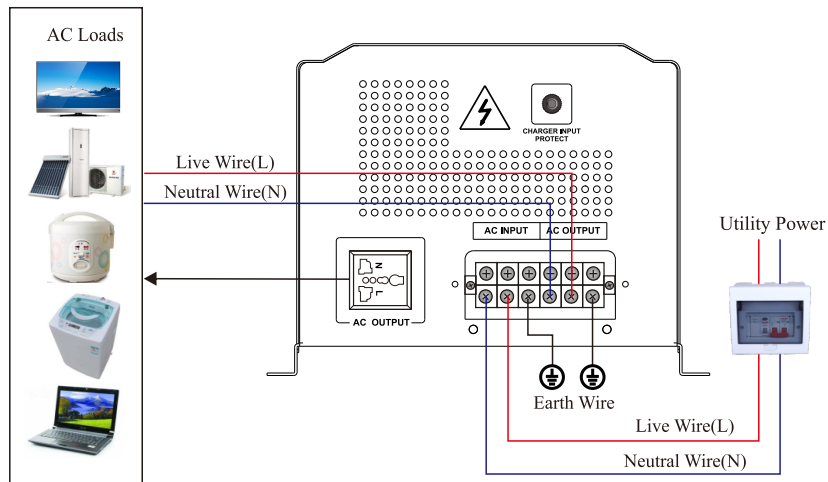 AC Loads
CHARGER INPUT
PROTECT
Live Wire(L)
Neutral Wire(N)
AC INPUT
AC OUTPUT
Utility Power
N
L
AC OUTPUT
Earth Wire
Live Wire(L)
Neutral Wire(N)